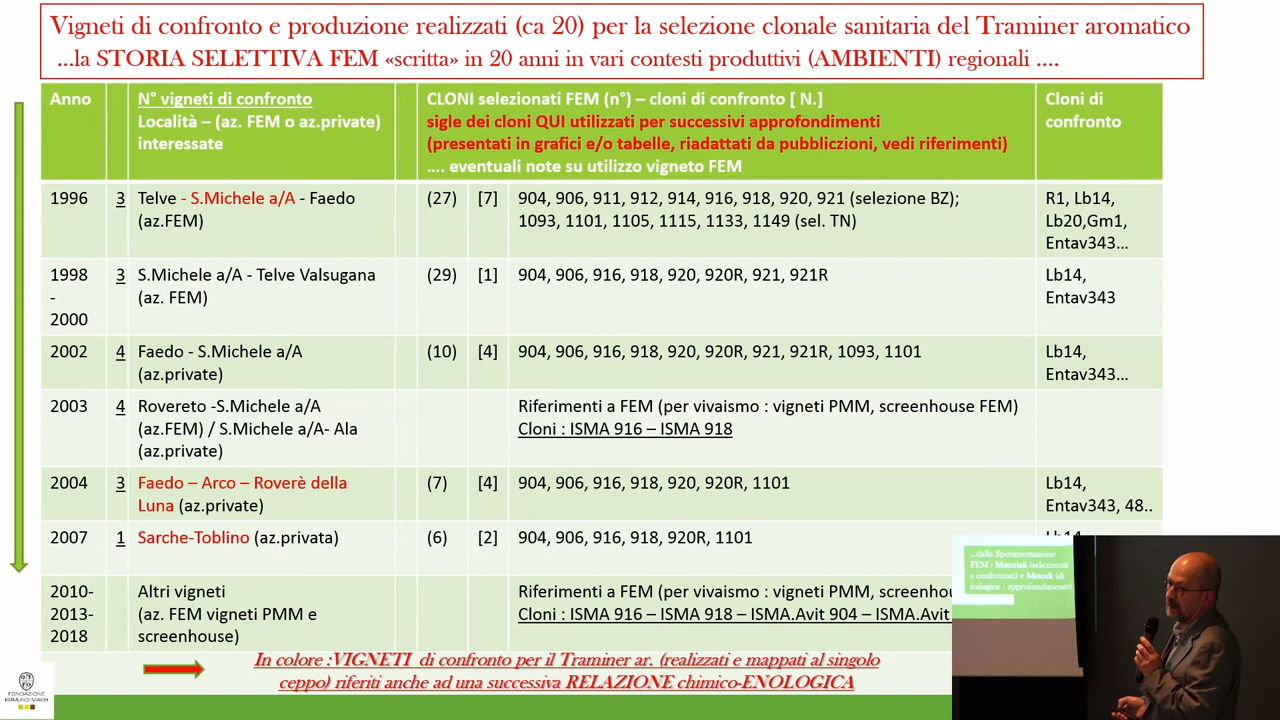 Vigneti di confronto e produzione realizzati (ca 20) per la selezione clonale sanitaria del Traminer aromatico
...la STORIA SELETTIVA FEM «scritta» in 20 anni in vari contesti produttivi (AMBIENTI) regionali ....
Anno
N° vigneti di confronto
Località – (az. FEM o az.private)
interessate
CLONI selezionati FEM (n°) – cloni di confronto [ N.]
sigle dei cloni QUI utilizzati per successivi approfondimenti
(presentati in grafici e/o tabelle, riadattati da pubbliczioni, vedi riferimenti)
.... eventuali note su utilizzo vigneto FEM
Cloni di
confronto
1996 3 Telve - S.Michele a/A - Faedo
(az.FEM)
(27) [7] 904, 906, 911, 912, 914, 916, 918, 920, 921 (selezione BZ);
1093, 1101, 1105, 1115, 1133, 1149 (sel. TN)
R1, Lb14,
Lb20,Gm1,
Entav343...
1998
-
2000
3 S.Michele a/A - Telve Valsugana
(az. FEM)
(29) [1] 904, 906, 916, 918, 920, 920R, 921, 921R
Lb14,
Entav343
2002 4 Faedo - S.Michele a/A
(az.private)
(10) [4] 904, 906, 916, 918, 920, 920R, 921, 921R, 1093, 1101
Lb14,
Entav343...
2003 4 Rovereto -S.Michele a/A
(az.FEM) / S.Michele a/A- Ala
(az.private)
Riferimenti a FEM (per vivaismo : vigneti PMM, screenhouse FEM)
Cloni : ISMA 916 – ISMA 918
2004 3 Faedo – Arco – Roverè della
Luna (az.private)
(7) [4] 904, 906, 916, 918, 920, 920R, 1101
Lb14,
Entav343, 48..
2007 1 Sarche-Toblino (az.privata)
(6) [2] 904, 906, 916, 918, 920R, 1101
2010-
2013-
2018
Altri vigneti
(az. FEM vigneti PMM e
screenhouse)
Riferimenti a FEM (per vivaismo : vigneti PMM,
Cloni : ISMA 916 – ISMA 918 – ISMA.Avit 904 – ISMA.Avit
In colore :VIGNETI di confronto per il Traminer ar. (realizzati e mappati al singolo
ceppo) riferiti anche ad una successiva RELAZIONE chimico-ENOLOGICA
FONDAZIONE
EDMUND MACH
...dalla Sperimentazione
FEM : Materiali (selezionati
e confrontati) e Metodi (di
indagine / approfondimento)